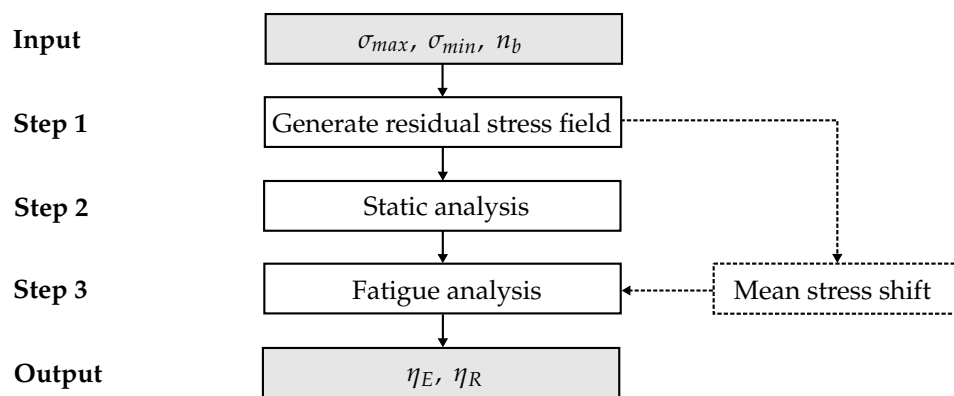 Input σmax, σmin, nb
Step 1 Generate residual stress field
Step 2 Static analysis
Step 3 Fatigue analysis Mean stress shift
Output ηE, ηR